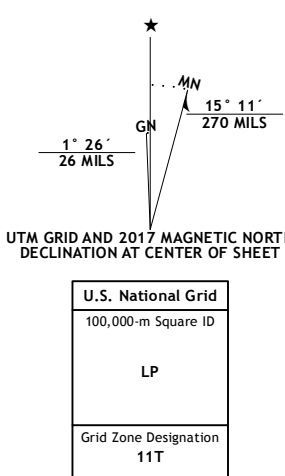 ★
MN
15° 11´
270 MILS
GN
1° 26´
26 MILS
UTM GRID AND 2017 MAGNETIC NORT
DECLINATION AT CENTER OF SHEET
U.S. National Grid
100,000-m Square ID
LP
Grid Zone Designation
11T